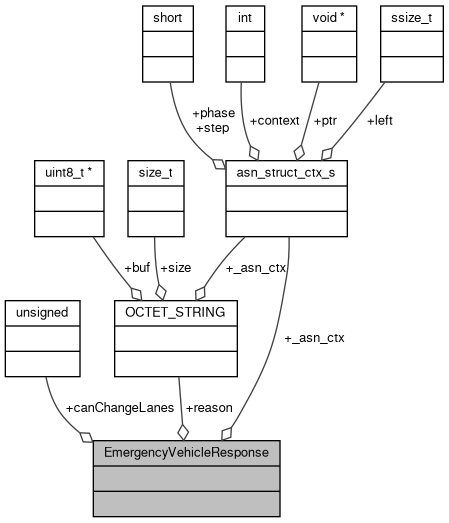 short
int
void *
ssize_t
+phase
+step
+context
+ptr
+left
uint8_t *
size_t
asn_struct_ctx_s
+buf
+size
+_asn_ctx
unsigned
OCTET_STRING
+_asn_ctx
+canChangeLanes
+reason
EmergencyVehicleResponse